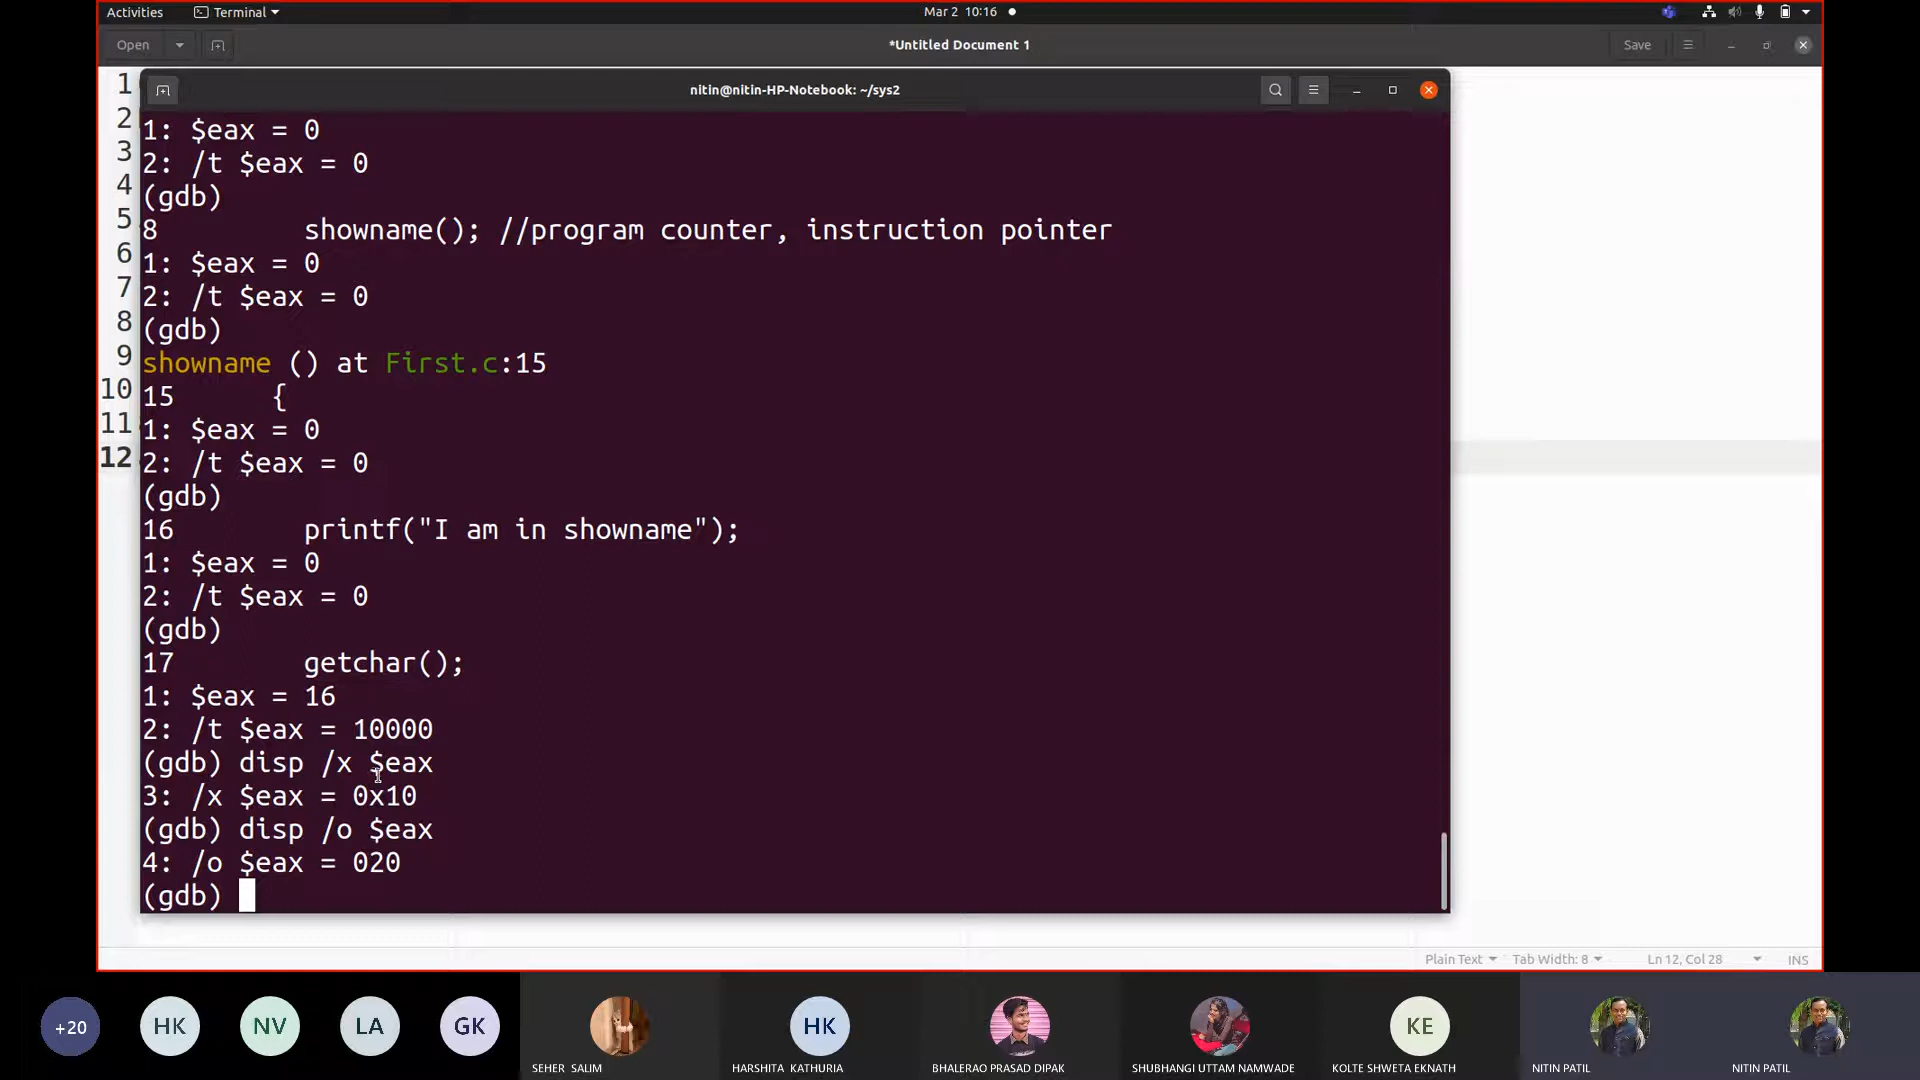 Activities Terminal Mar 2 10:16
Open *Untitled Document 1 Save
nitin@nitin-HP-Notebook: ~/sys2
1
2
3
4
5
6
7
8
9
10
11
12
1: $eax = 0
2: /t $eax = 0
(gdb)
8        showname(); //program counter, instruction pointer
1: $eax = 0
2: /t $eax = 0
(gdb)
showname () at First.c:15
15      {
1: $eax = 0
2: /t $eax = 0
(gdb)
16        printf("I am in showname");
1: $eax = 0
2: /t $eax = 0
(gdb)
17        getchar();
1: $eax = 16
2: /t $eax = 10000
(gdb) disp /x $eax
3: /x $eax = 0x10
(gdb) disp /o $eax
4: /o $eax = 020
(gdb)
Plain Text Tab Width: 8 Ln 12, Col 28 INS
+20 HK NV LA GK HK KE
SEHER SALIM HARSHITA KATHURIA BHALERAO PRASAD DIPAK SHUBHANGI UTTAM NAMWADE KOLTE SHWETA EKNATH NITIN PATIL NITIN PATIL